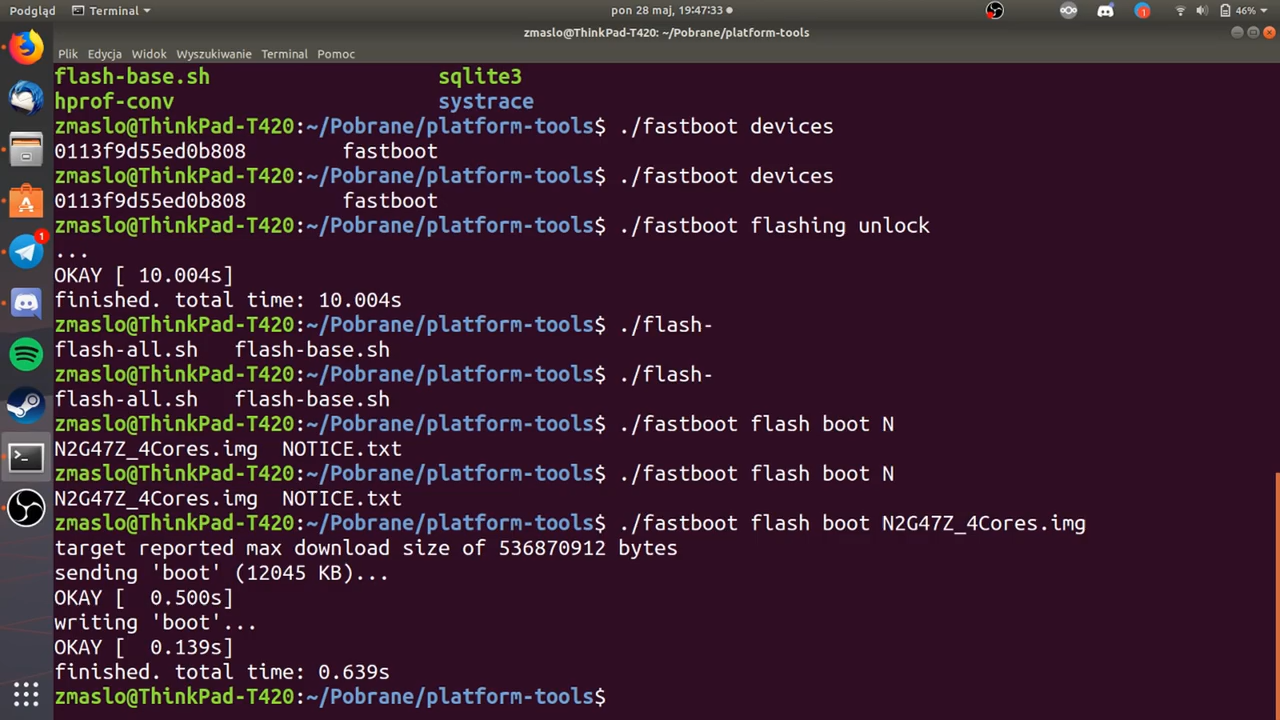 Podgląd Terminal pon 28 maj, 19:47:33 1 46%
zmaslo@ThinkPad-T420: ~/Pobrane/platform-tools
Plik Edycja Widok Wyszukiwanie Terminal Pomoc
flash-base.sh sqlite3
hprof-conv systrace
zmaslo@ThinkPad-T420:~/Pobrane/platform-tools$ ./fastboot devices
0113f9d55ed0b808 fastboot
zmaslo@ThinkPad-T420:~/Pobrane/platform-tools$ ./fastboot devices
0113f9d55ed0b808 fastboot
zmaslo@ThinkPad-T420:~/Pobrane/platform-tools$ ./fastboot flashing unlock
...
OKAY [ 10.004s]
finished. total time: 10.004s
zmaslo@ThinkPad-T420:~/Pobrane/platform-tools$ ./flash-
flash-all.sh flash-base.sh
zmaslo@ThinkPad-T420:~/Pobrane/platform-tools$ ./flash-
flash-all.sh flash-base.sh
zmaslo@ThinkPad-T420:~/Pobrane/platform-tools$ ./fastboot flash boot N
N2G47Z_4Cores.img NOTICE.txt
zmaslo@ThinkPad-T420:~/Pobrane/platform-tools$ ./fastboot flash boot N
N2G47Z_4Cores.img NOTICE.txt
zmaslo@ThinkPad-T420:~/Pobrane/platform-tools$ ./fastboot flash boot N2G47Z_4Cores.img
target reported max download size of 536870912 bytes
sending 'boot' (12045 KB)...
OKAY [ 0.500s]
writing 'boot'...
OKAY [ 0.139s]
finished. total time: 0.639s
zmaslo@ThinkPad-T420:~/Pobrane/platform-tools$
1